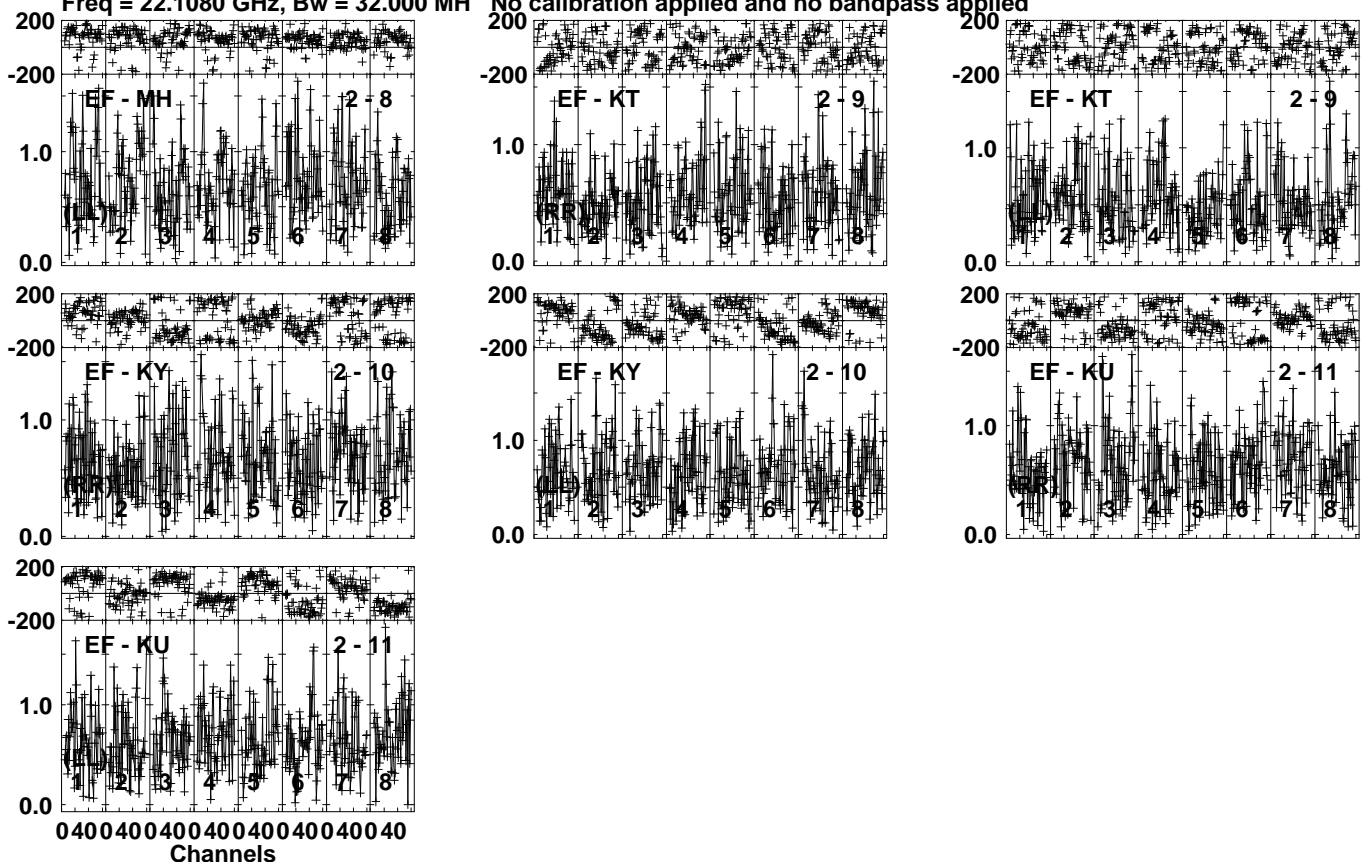 Freq = 22.1080 GHz, Bw = 32.000 MH No calibration applied and no bandpass applied
200
-200
EF - MH 2 - 8
1.0
(LL)
1 2 3 4 5 6 7 8
0.0
200
-200
EF - KT 2 - 9
1.0
(RR)
1 2 3 4 5 6 7 8
0.0
200
-200
EF - KT 2 - 9
1.0
(LL)
1 2 3 4 5 6 7 8
0.0
200
-200
EF - KY 2 - 10
1.0
(RR)
1 2 3 4 5 6 7 8
0.0
200
-200
EF - KY 2 - 10
1.0
(LL)
1 2 3 4 5 6 7 8
0.0
200
-200
EF - KU 2 - 11
1.0
(RR)
1 2 3 4 5 6 7 8
0.0
200
-200
EF - KU 2 - 11
1.0
(LL)
1 2 3 4 5 6 7 8
0.0
0 40 0 40 0 40 0 40 0 40 0 40 0 40 0 40
Channels